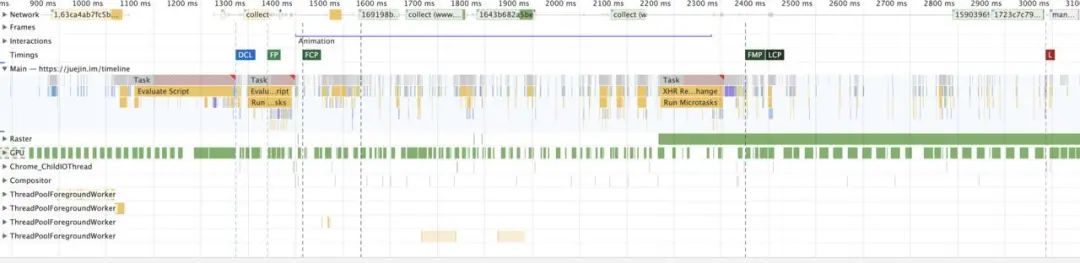 ms 900 ms 1000 ms 1100 ms 1200 ms 1300 ms 1400 ms 1500 ms 1600 ms 1700 ms 1800 ms 1900 ms 2000 ms 2100 ms 2200 ms 2300 ms 2400 ms 2500 ms 2600 ms 2700 ms 2800 ms 2900 ms 3000 ms 310
Network 1,63ca4ab7fc5b... collect 169198b. collect (www.... 1643b682a5be collect (w 1590396! 1723c7c79... man...
Frames
Interactions Animation
Timings DCL FP FCP FMP LCP L
Main — https://juejin.im/timeline
Task Task Task
Evaluate Script Evalu...ript XHR Re...hange
Run ...sks Run Microtasks
Raster
GPU
Chrome_ChildIOThread
Compositor
ThreadPoolForegroundWorker
ThreadPoolForegroundWorker
ThreadPoolForegroundWorker
ThreadPoolForegroundWorker